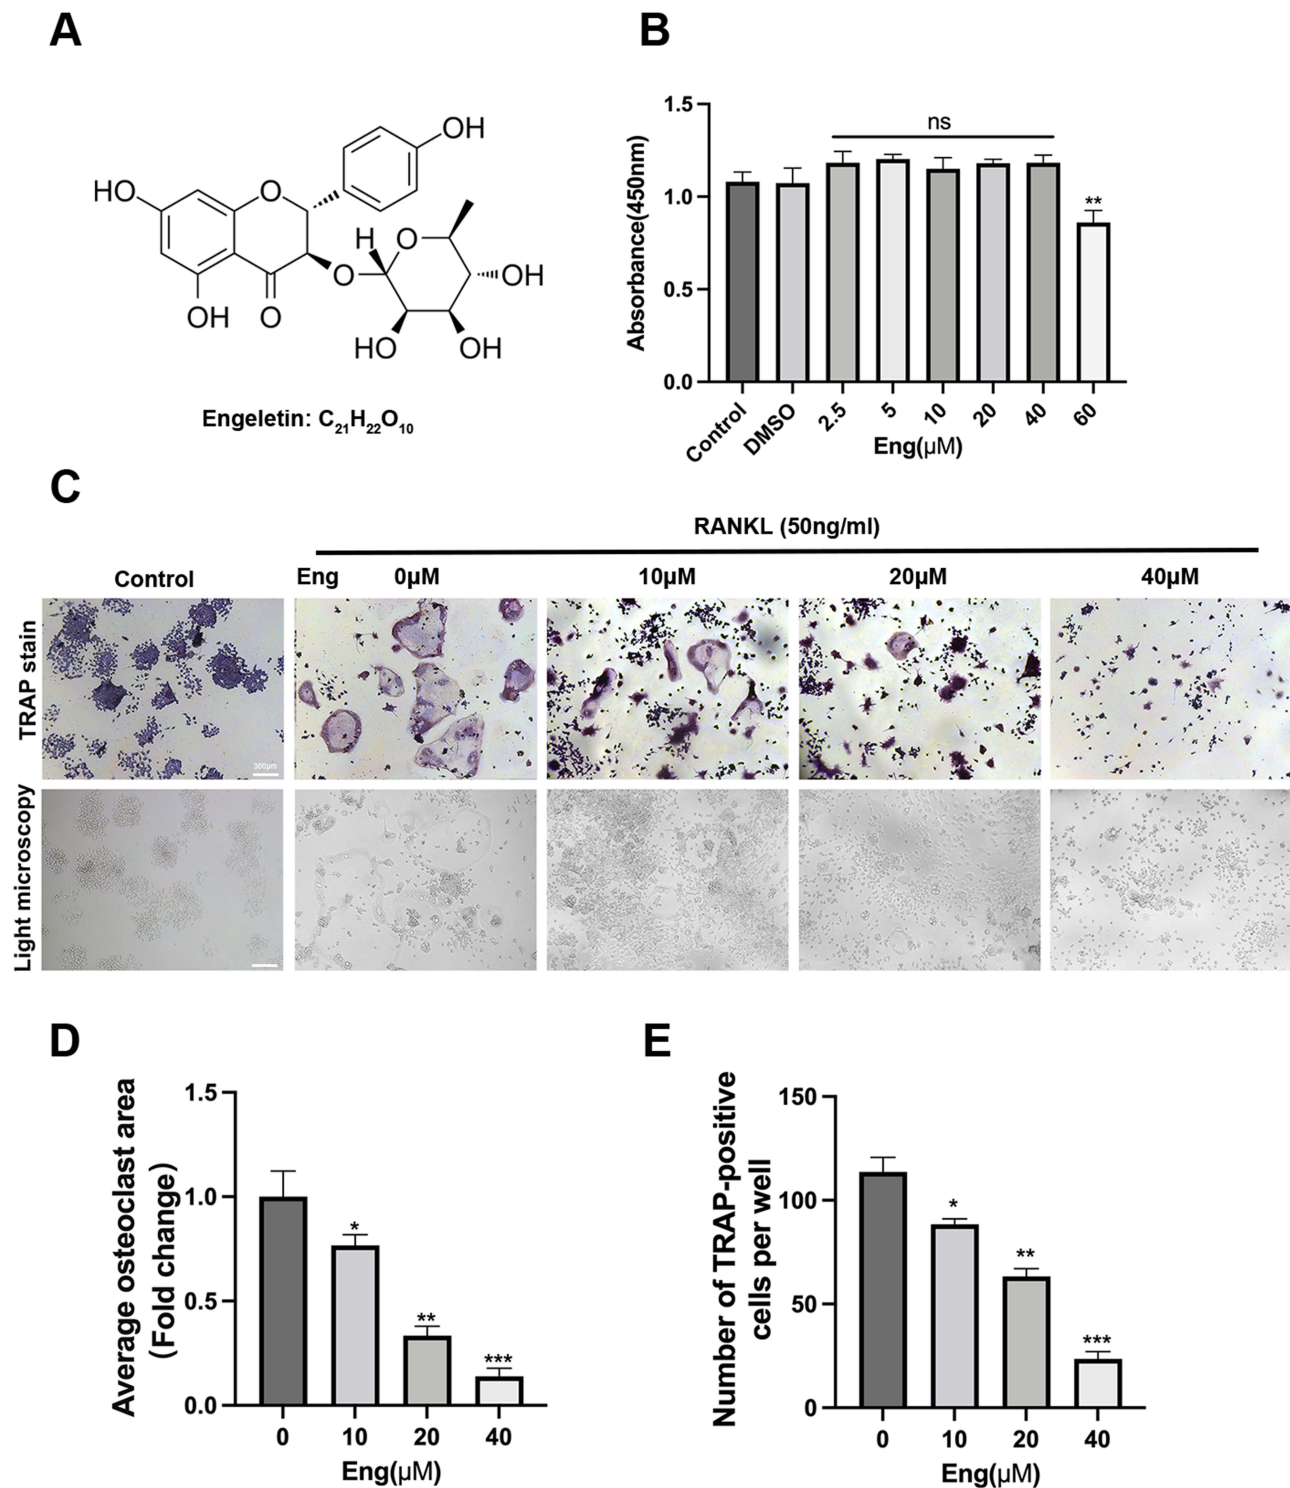 A
OH
HO
O
H
O
O
OH
OH
O
HO
OH
Engeletin: C21H22O10
B
Absorbance(450nm)
1.5
1.0
0.5
0.0
ns
**
Control
DMSO
2.5
5
10
20
40
60
Eng(μM)
C
RANKL (50ng/ml)
Control
Eng
0μM
10μM
20μM
40μM
TRAP stain
300μm
Light microscopy
D
Average osteoclast area
(Fold change)
1.5
1.0
0.5
0.0
*
**
***
0
10
20
40
Eng(μM)
E
Number of TRAP-positive
cells per well
150
100
50
0
*
**
***
0
10
20
40
Eng(μM)